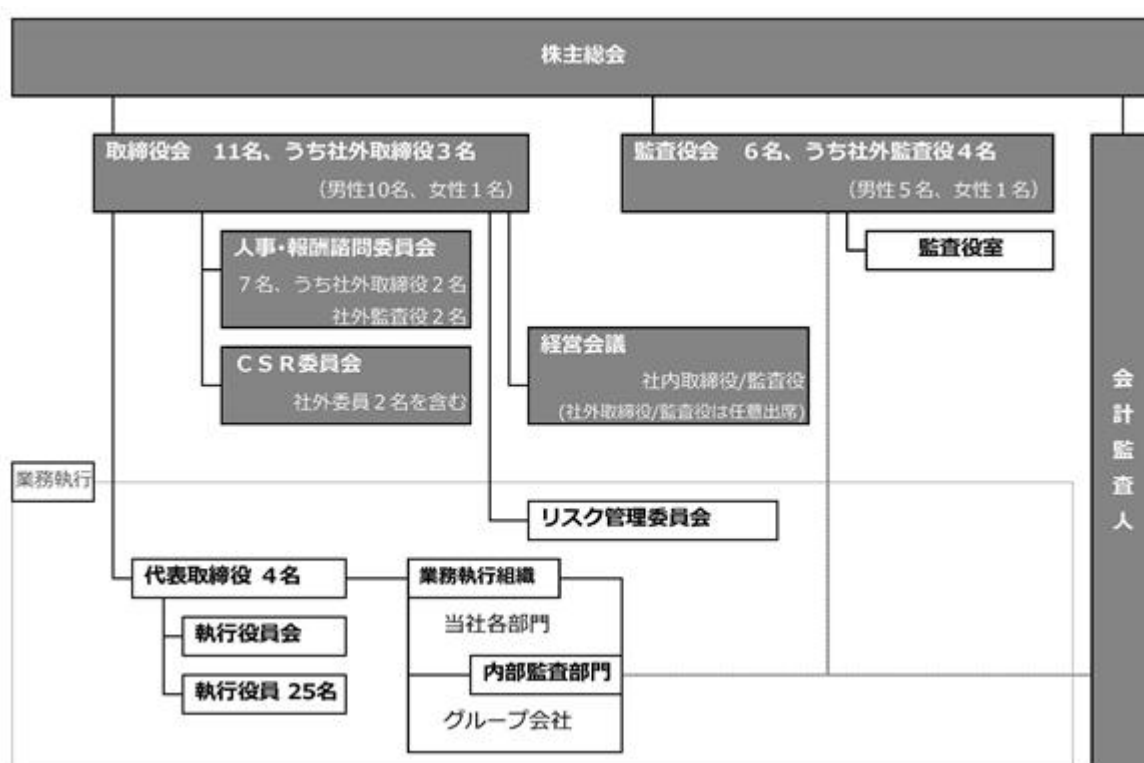 株主総会
取締役会 11名、うち社外取締役3名
（男性10名、女性1名）
監査役会 6名、うち社外監査役4名
（男性5名、女性1名）
監査役室
人事・報酬諮問委員会
7名、うち社外取締役2名
社外監査役2名
CSR委員会
社外委員2名を含む
経営会議
社内取締役/監査役
(社外取締役/監査役は任意出席)
会計監査人
業務執行
リスク管理委員会
代表取締役 4名
業務執行組織
当社各部門
執行役員会
内部監査部門
執行役員 25名
グループ会社